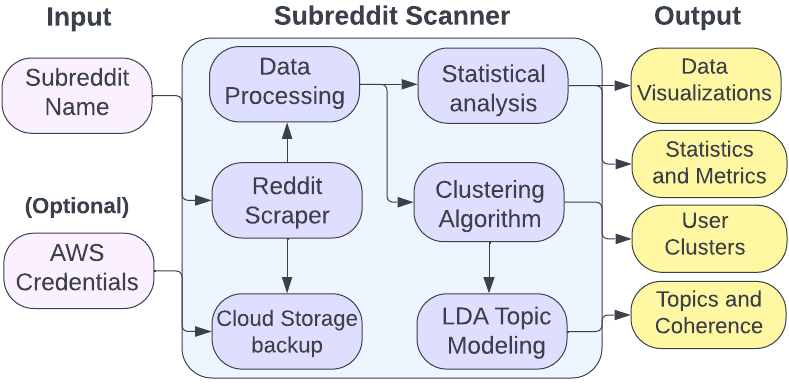 Input
Subreddit Scanner
Output
Subreddit
Name
(Optional)
AWS
Credentials
Data
Processing
Reddit
Scraper
Cloud Storage
backup
Statistical
analysis
Clustering
Algorithm
LDA Topic
Modeling
Data
Visualizations
Statistics
and Metrics
User
Clusters
Topics and
Coherence